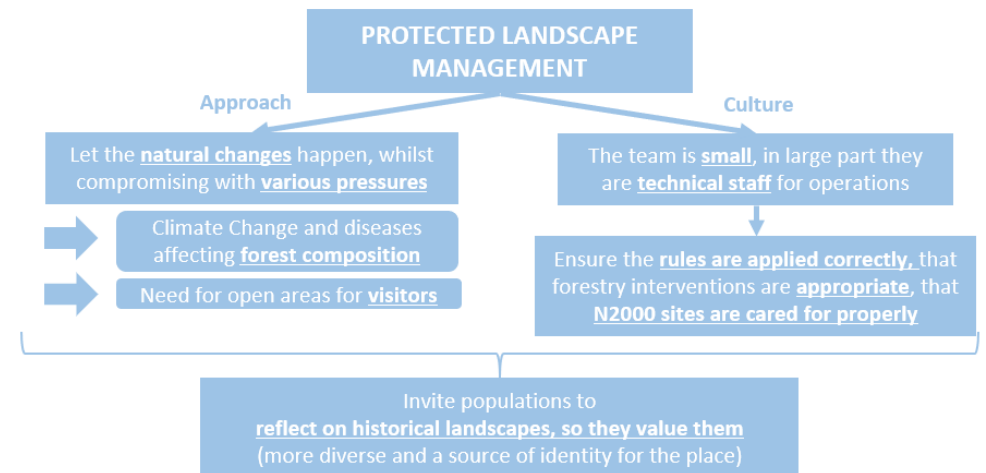 PROTECTED LANDSCAPE
MANAGEMENT
Approach
Culture
Let the natural changes happen, whilst
compromising with various pressures
Climate Change and diseases
affecting forest composition
Need for open areas for visitors
The team is small, in large part they
are technical staff for operations
Ensure the rules are applied correctly, that
forestry interventions are appropriate, that
N2000 sites are cared for properly
Invite populations to
reflect on historical landscapes, so they value them
(more diverse and a source of identity for the place)